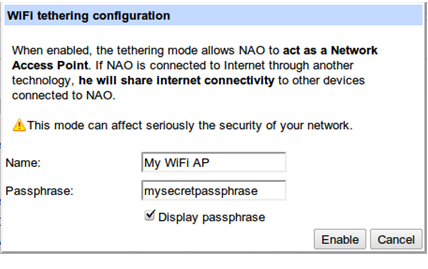 WiFi tethering configuration
When enabled, the tethering mode allows NAO to act as a Network
Access Point. If NAO is connected to Internet through another
technology, he will share internet connectivity to other devices
connected to NAO.
This mode can affect seriously the security of your network.
Name: My WiFi AP
Passphrase: mysecretpassphrase
Display passphrase
Enable Cancel